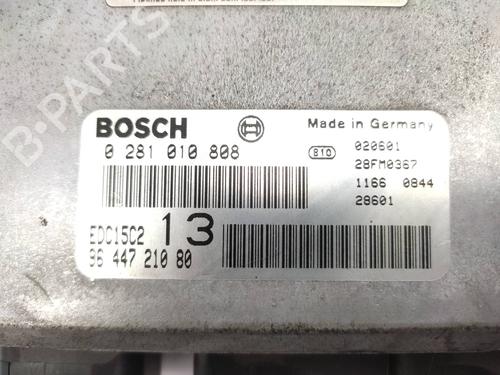 BOSCH
Made in Germany
0 281 010 808
810
020601
28FM0367
1166 0844
28601
EDC15C2 13
96 447 210 80
B-PARTS